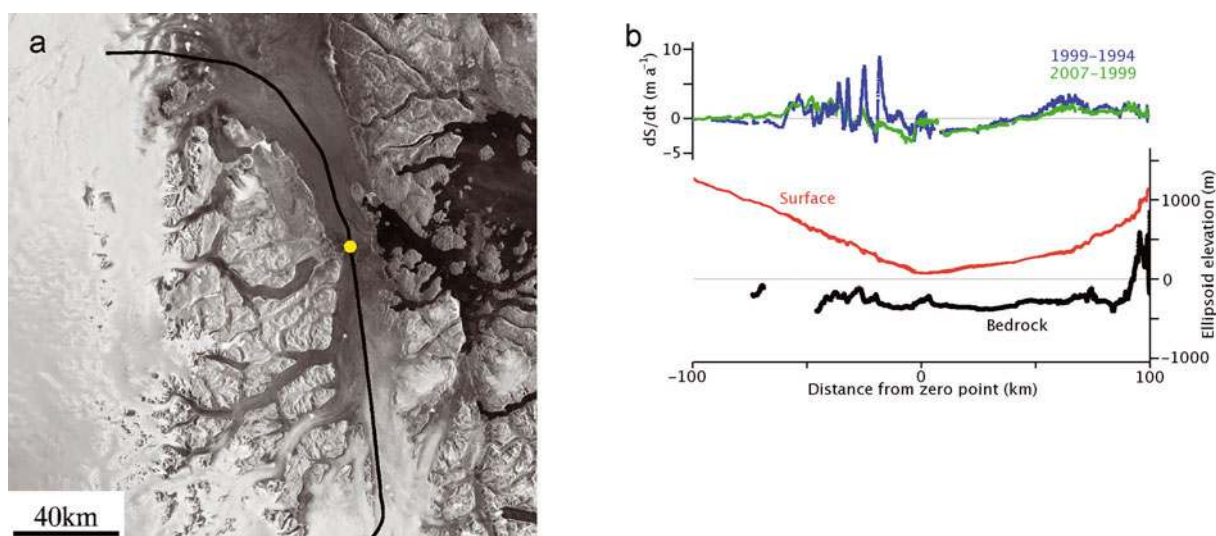 a
40km
b
10
0
-5
dS/dt (m a⁻¹)
1999–1994
2007–1999
Surface
Bedrock
1000
0
-1000
Ellipsoid elevation (m)
-100
0
100
Distance from zero point (km)